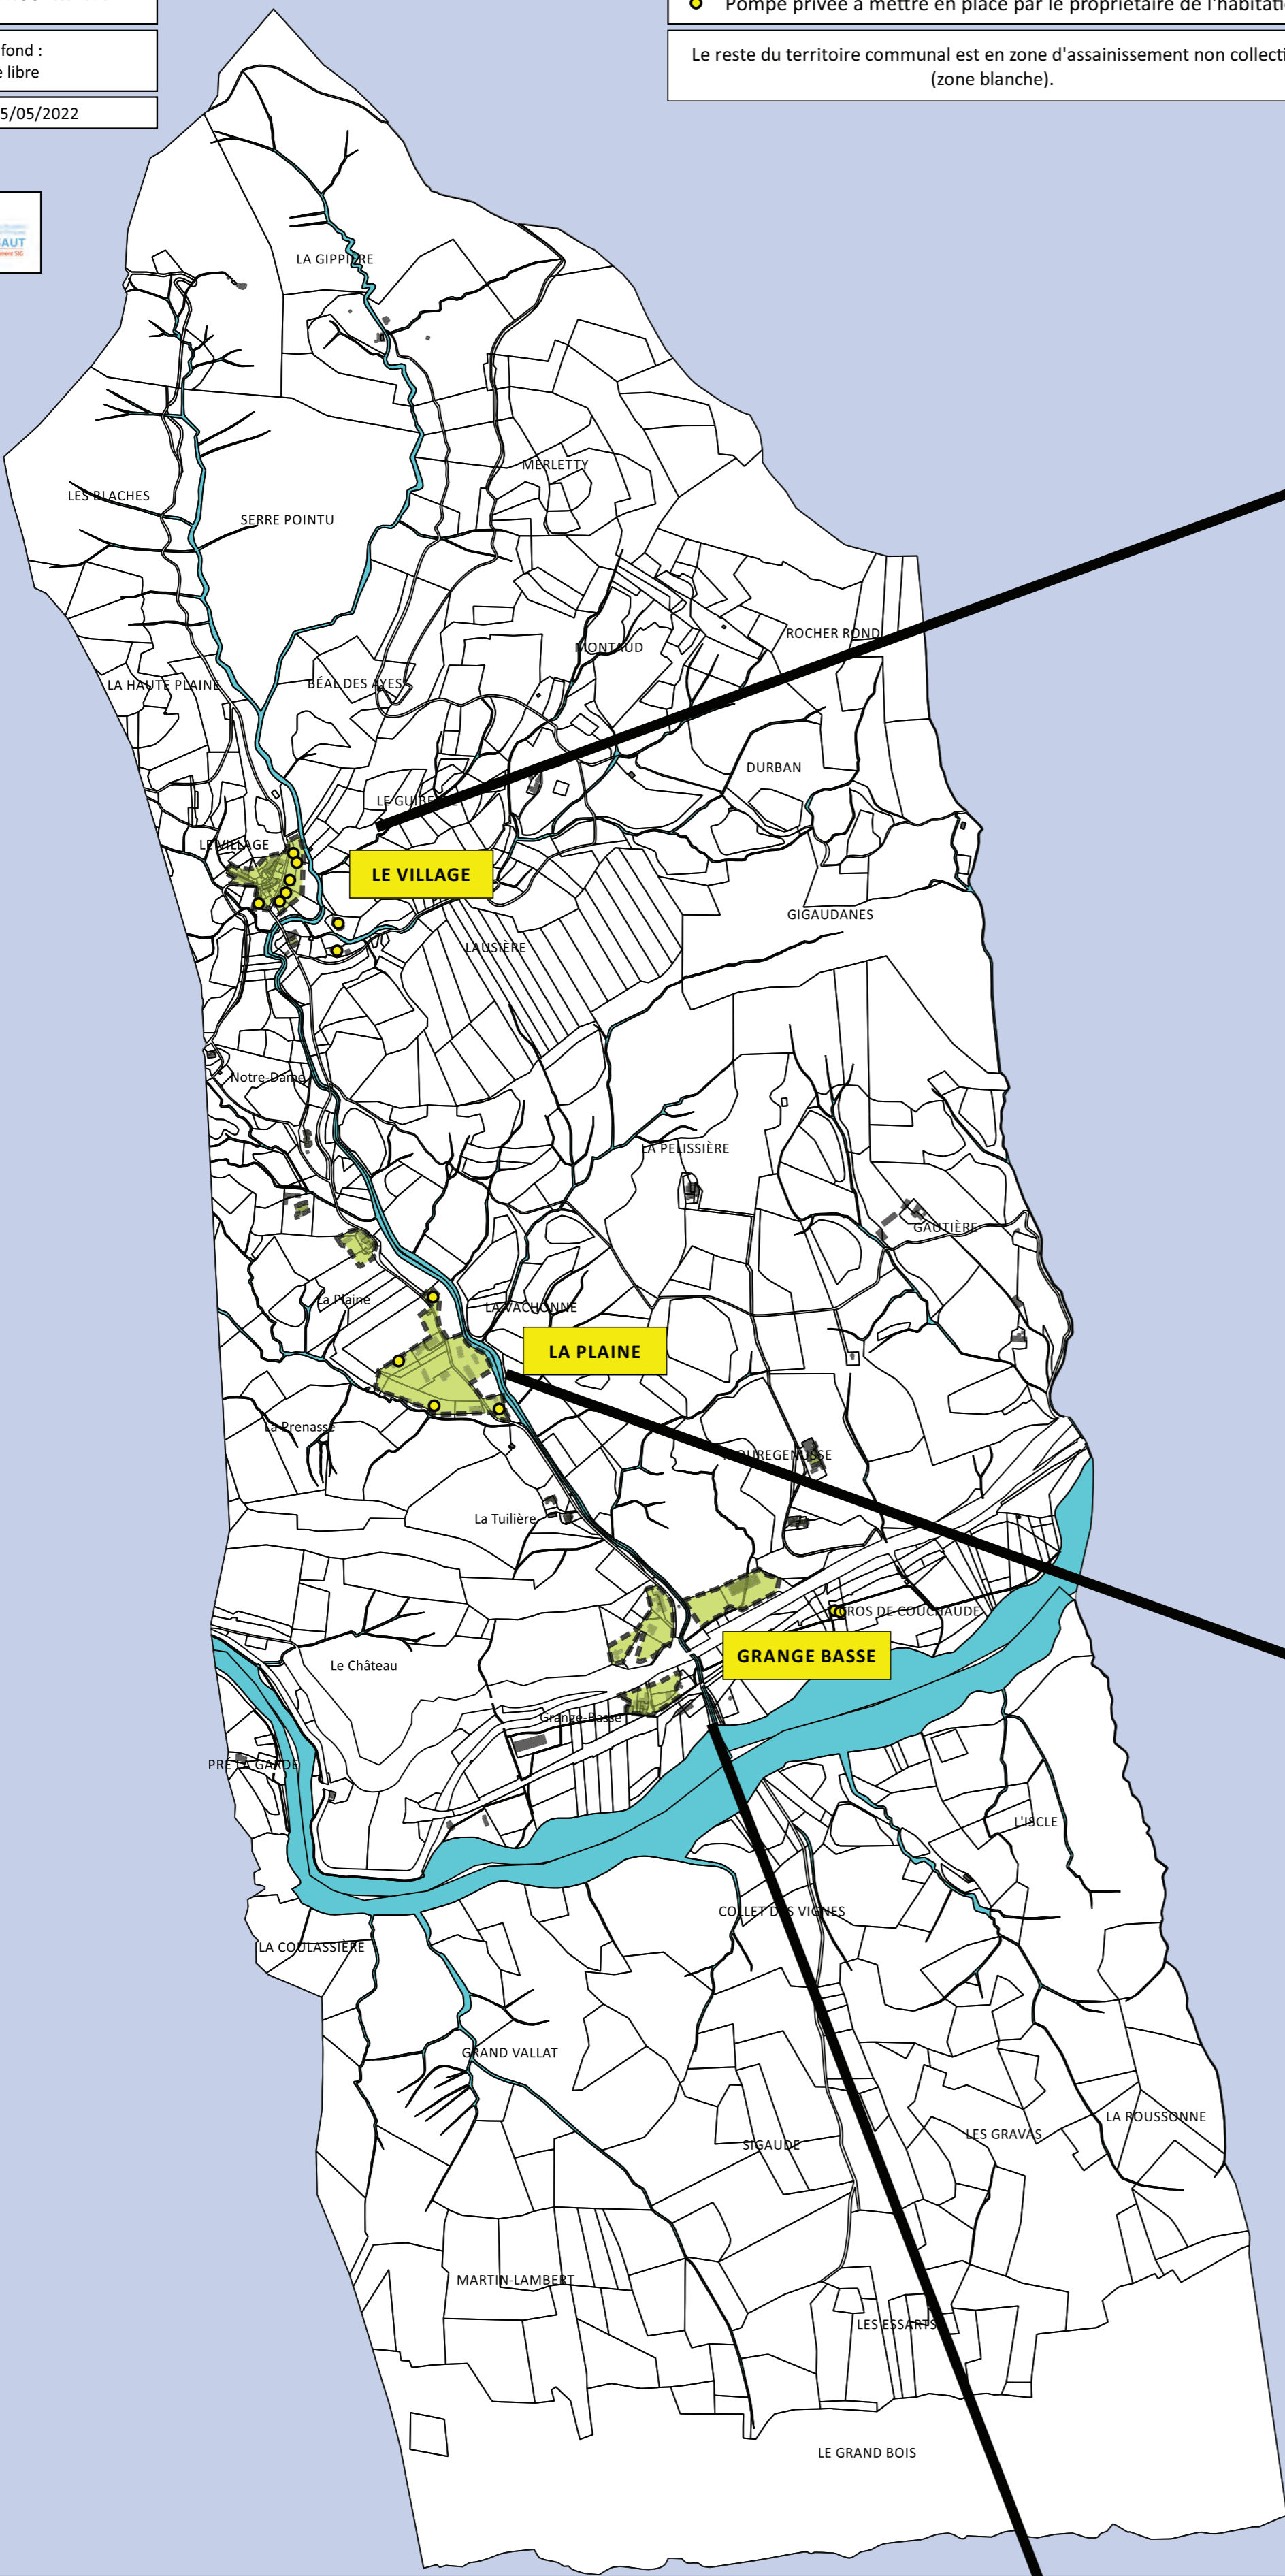 Pompe privée à mettre en place par le propriétaire de l'habitati
fond :
libre
Le reste du territoire communal est en zone d'assainissement non collecti
(zone blanche).
5/05/2022
LA GIPPIÈRE
MERLETTY
LES BLACHES
SERRE POINTU
ROCHER ROND
MONTAUD
LA HAUTE PLAINE
BÉAL DES AYES
DURBAN
LE VILLAGE
LE VILLAGE
GIGAUDANES
LAUSIÈRE
Notre-Dame
LA PELISSIÈRE
GAUTIÈRE
La Plaine
LA VACHONNE
LA PLAINE
La Prenasse
La Tuilière
GROS DE COUCHAUDE
GRANGE BASSE
Le Château
Grange-Basse
PRÉ LA GARDE
L'ISCLE
COLLET DES VIGNES
LA COULASSIÈRE
GRAND VALLAT
LA ROUSSONNE
LES GRAVAS
SIGAUDE
MARTIN-LAMBERT
LES ESSARTS
LE GRAND BOIS